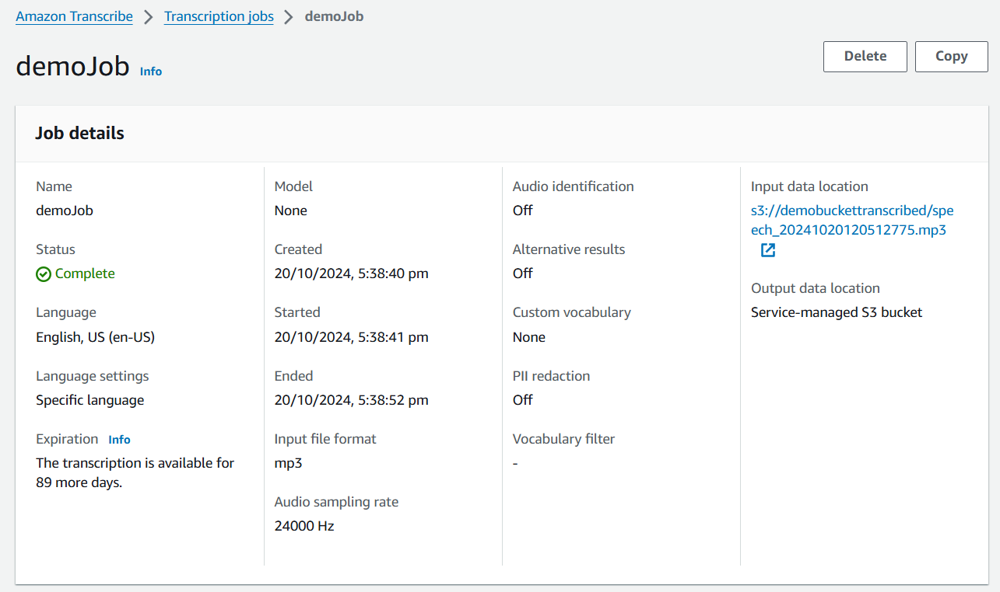 Amazon Transcribe > Transcription jobs > demoJob
demoJob Info
Delete
Copy
Job details
Name
demoJob
Status
Complete
Language
English, US (en-US)
Language settings
Specific language
Expiration Info
The transcription is available for
89 more days.
Model
None
Created
20/10/2024, 5:38:40 pm
Started
20/10/2024, 5:38:41 pm
Ended
20/10/2024, 5:38:52 pm
Input file format
mp3
Audio sampling rate
24000 Hz
Audio identification
Off
Alternative results
Off
Custom vocabulary
None
PII redaction
Off
Vocabulary filter
-
Input data location
s3://demobuckettranscribed/spe
ech_20241020120512775.mp3
Output data location
Service-managed S3 bucket